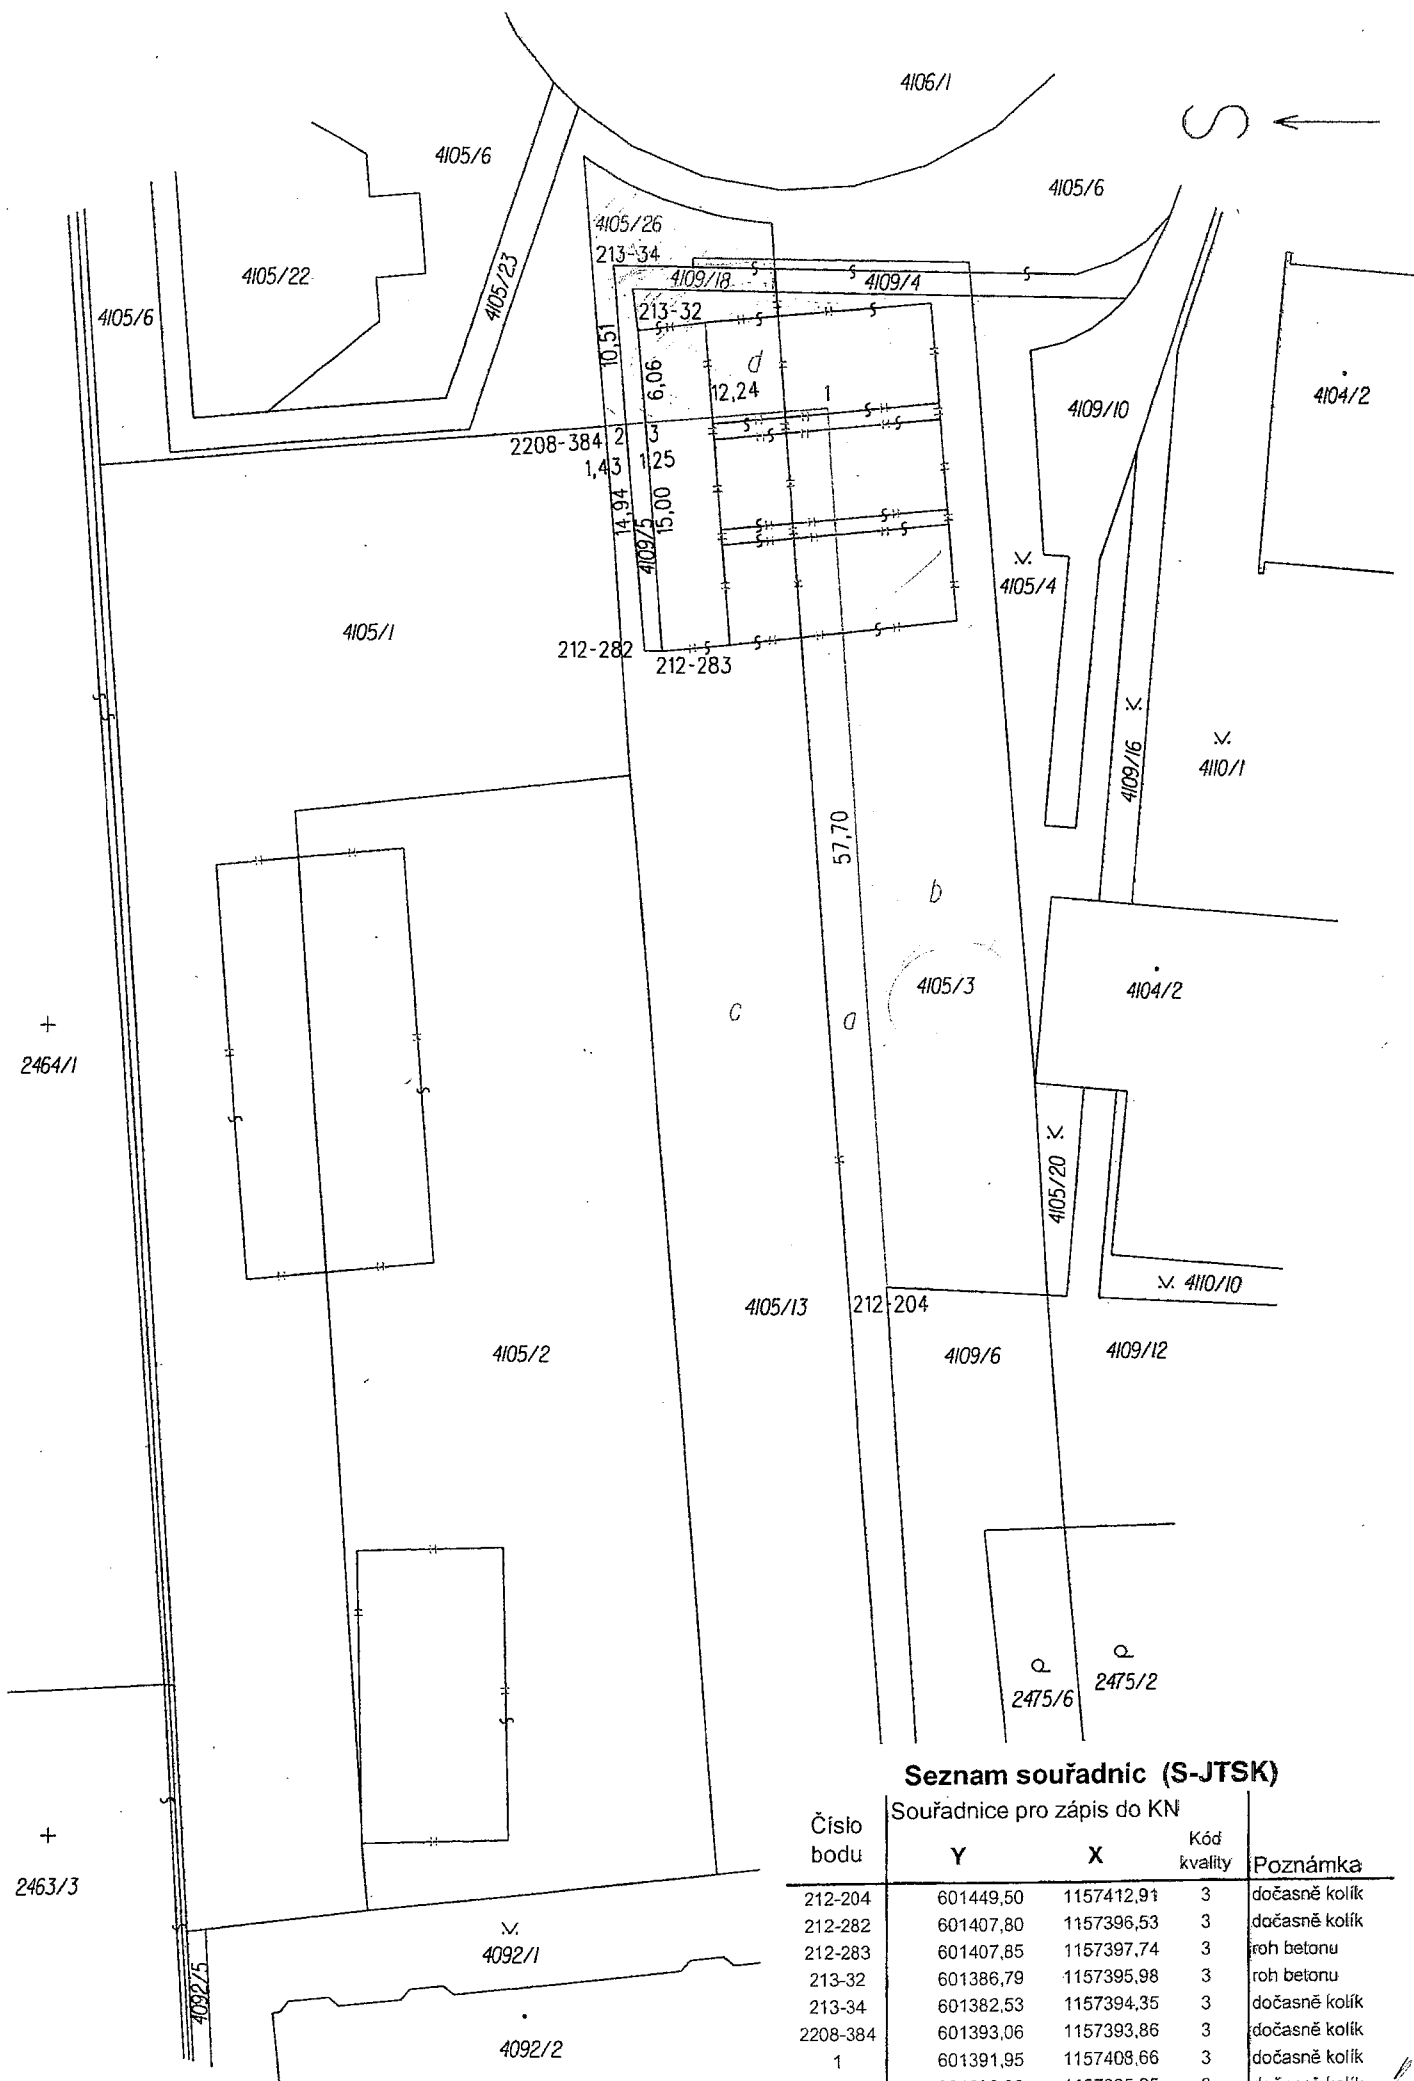 4106/1
S
4105/6
4105/6
4105/26
213-34
4105/22
4105/23
4109/18
4109/4
4105/6
213-32
10,51
6,06
d
12,24
1
4104/2
4109/10
2208-384
2
3
1,43
1,25
14,94
15,00
4109/5
4105/4
4105/1
212-282
212-283
4109/16
4110/1
57,70
b
4105/3
4104/2
c
a
2464/1
4105/20
4110/10
4105/13
212-204
4105/2
4109/6
4109/12
2475/6
2475/2
Seznam souřadnic (S-JTSK)
Číslo bodu
Souřadnice pro zápis do KN
Y
X
Kód kvality
Poznámka
212-204 601449,50 1157412,91 3 dočasně kolík
212-282 601407,80 1157396,53 3 dočasně kolík
212-283 601407,85 1157397,74 3 roh betonu
213-32 601386,79 1157395,98 3 roh betonu
213-34 601382,53 1157394,35 3 dočasně kolík
2208-384 601393,06 1157393,86 3 dočasně kolík
1 601391,95 1157408,66 3 dočasně kolík
2463/3
4092/1
4092/5
4092/2